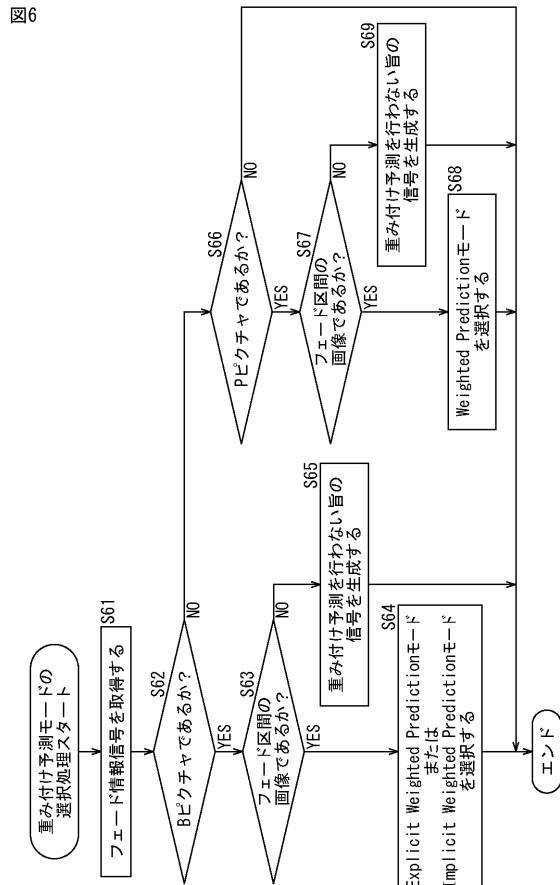 図6
重み付け予測モードの
選択処理スタート
S61
フェード情報信号を取得する
S62
Bピクチャであるか?
NO
YES
S63
フェード区間の
画像であるか?
NO
YES
S65
重み付け予測を行わない旨の
信号を生成する
S64
Explicit Weighted Predictionモード
または
Implicit Weighted Predictionモード
を選択する
S66
Pピクチャであるか?
NO
YES
S67
フェード区間の
画像であるか?
NO
YES
S69
重み付け予測を行わない旨の
信号を生成する
S68
Weighted Predictionモード
を選択する
エンド